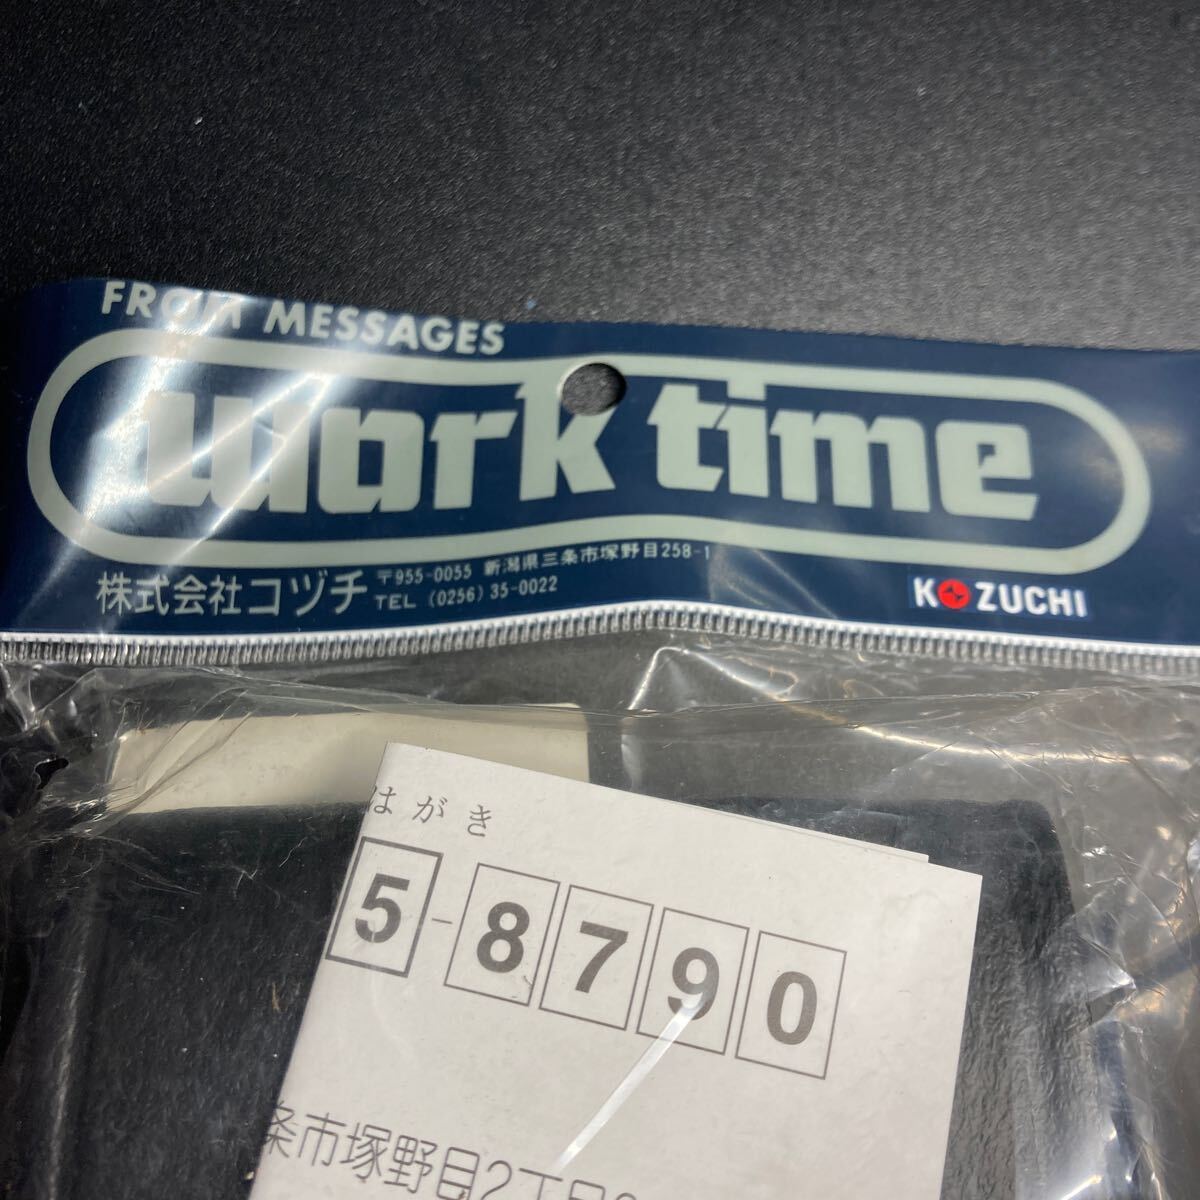 FROM MESSAGES
work time
株式会社コヅチ
〒955-0055 新潟県三条市塚野目258-1
TEL (0256) 35-0022
KOZUCHI
はがき
5-8790
条市塚野目2丁目